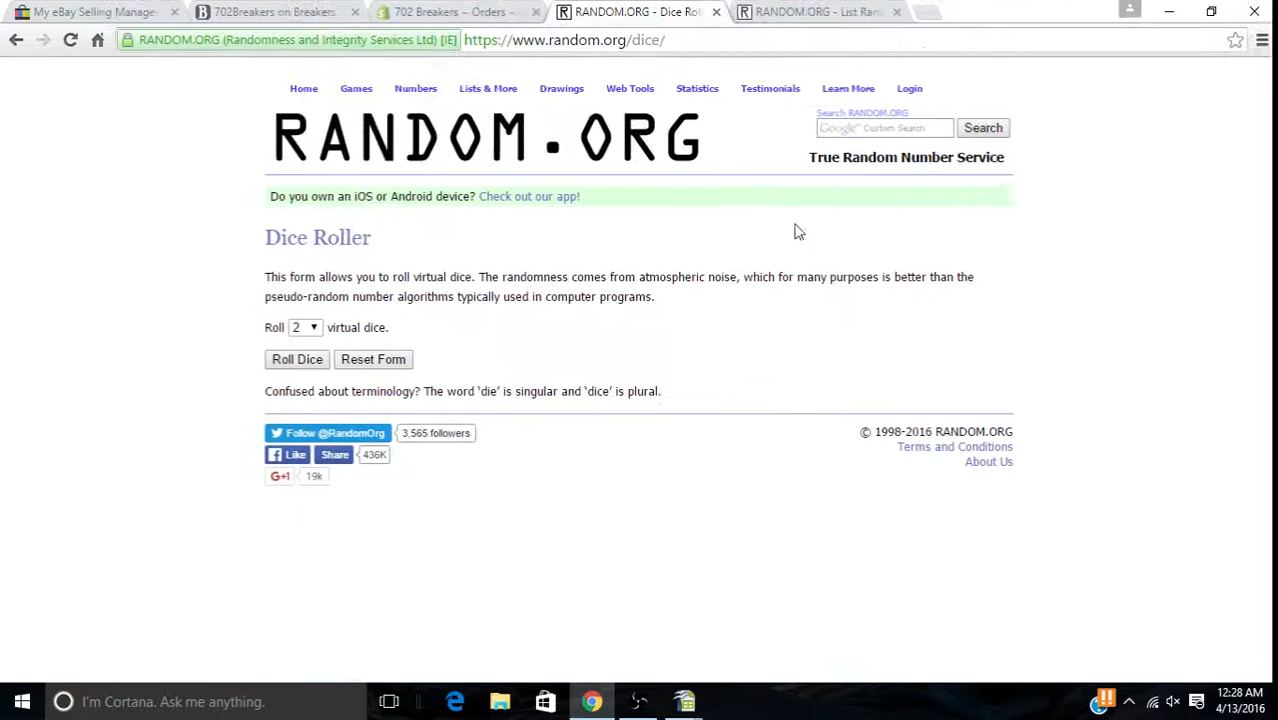 My eBay Selling Manage
702Breakers on Breakers
702 Breakers ~ Orders ~
RANDOM.ORG - Dice Rol
RANDOM.ORG - List Ran
RANDOM.ORG (Randomness and Integrity Services Ltd) [IE]
https://www.random.org/dice/
Home Games Numbers Lists & More Drawings Web Tools Statistics Testimonials Learn More Login
RANDOM.ORG
Search RANDOM.ORG
Google Custom Search
Search
True Random Number Service
Do you own an iOS or Android device? Check out our app!
Dice Roller
This form allows you to roll virtual dice. The randomness comes from atmospheric noise, which for many purposes is better than the
pseudo-random number algorithms typically used in computer programs.
Roll 2 virtual dice.
Roll Dice Reset Form
Confused about terminology? The word ‘die’ is singular and ‘dice’ is plural.
Follow @RandomOrg 3,565 followers
Like Share 436K
G+1 19k
© 1998-2016 RANDOM.ORG
Terms and Conditions
About Us
I'm Cortana. Ask me anything.
12:28 AM
4/13/2016